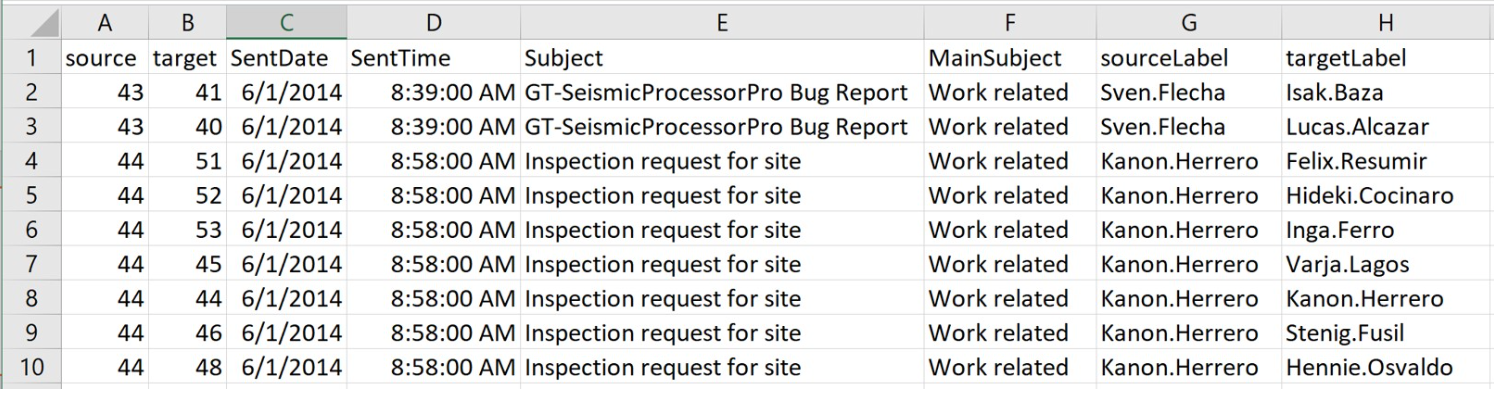 A B C D E F G H
1 source target SentDate SentTime Subject MainSubject sourceLabel targetLabel
2 43 41 6/1/2014 8:39:00 AM GT-SeismicProcessorPro Bug Report Work related Sven.Flecha Isak.Baza
3 43 40 6/1/2014 8:39:00 AM GT-SeismicProcessorPro Bug Report Work related Sven.Flecha Lucas.Alcazar
4 44 51 6/1/2014 8:58:00 AM Inspection request for site Work related Kanon.Herrero Felix.Resumir
5 44 52 6/1/2014 8:58:00 AM Inspection request for site Work related Kanon.Herrero Hideki.Cocinaro
6 44 53 6/1/2014 8:58:00 AM Inspection request for site Work related Kanon.Herrero Inga.Ferro
7 44 45 6/1/2014 8:58:00 AM Inspection request for site Work related Kanon.Herrero Varja.Lagos
8 44 44 6/1/2014 8:58:00 AM Inspection request for site Work related Kanon.Herrero Kanon.Herrero
9 44 46 6/1/2014 8:58:00 AM Inspection request for site Work related Kanon.Herrero Stenig.Fusil
10 44 48 6/1/2014 8:58:00 AM Inspection request for site Work related Kanon.Herrero Hennie.Osvaldo